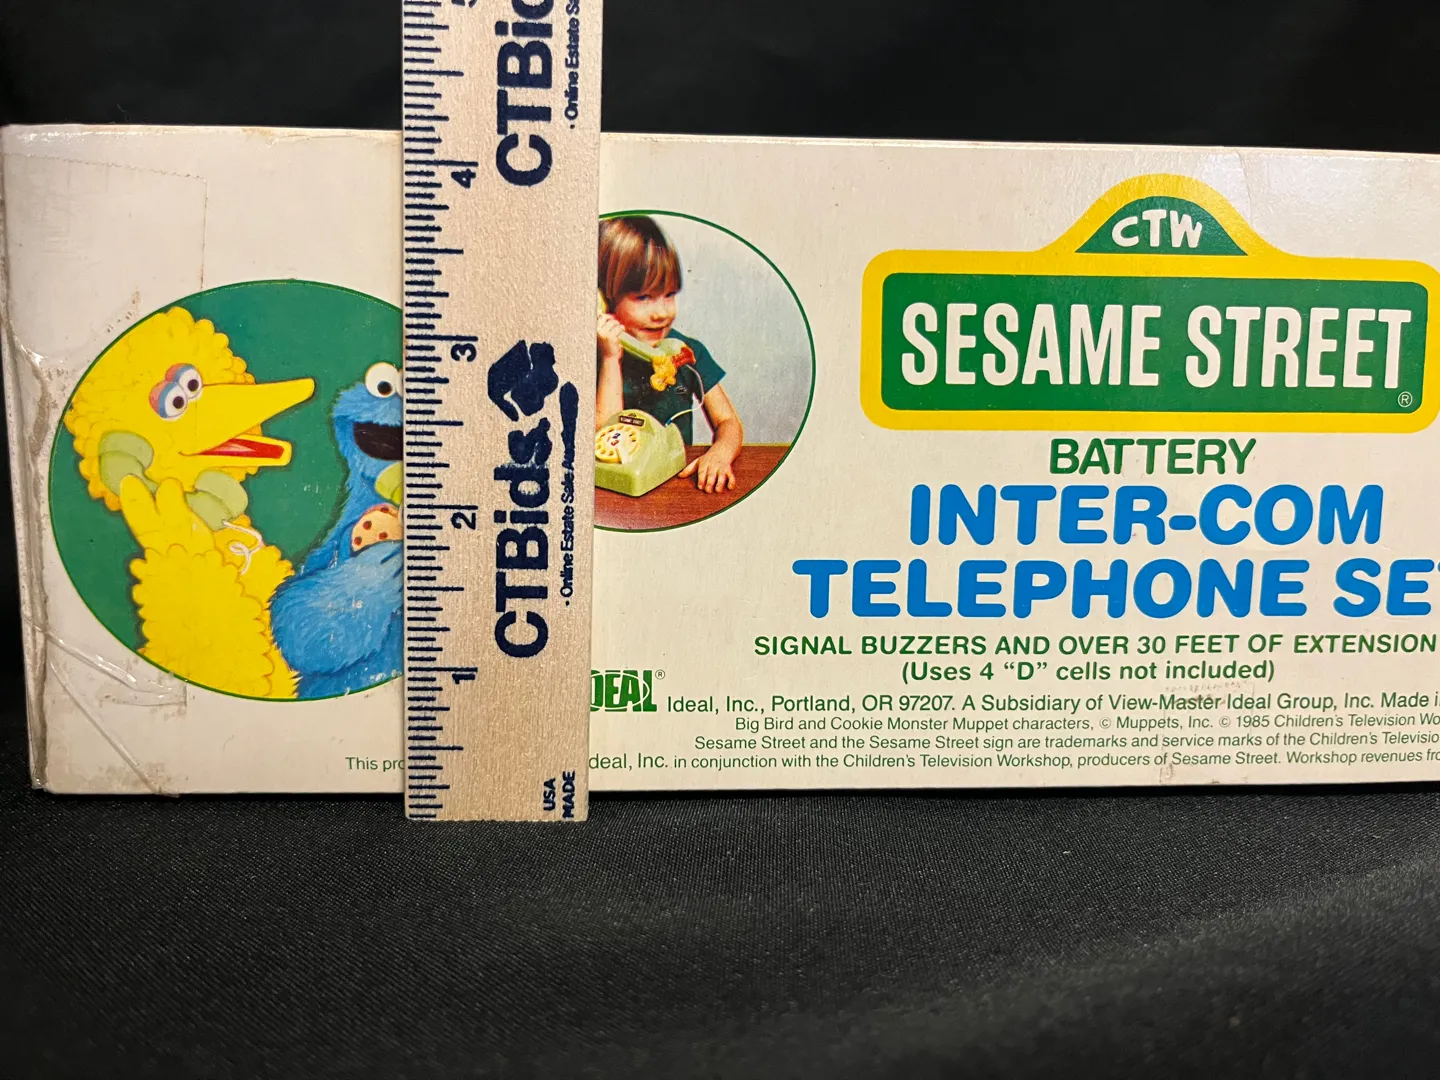 CTW
SESAME STREET®
BATTERY
INTER-COM
TELEPHONE SE
SIGNAL BUZZERS AND OVER 30 FEET OF EXTENSION
(Uses 4 “D” cells not included)
DEAL® Ideal, Inc., Portland, OR 97207. A Subsidiary of View-Master Ideal Group, Inc. Made i
Big Bird and Cookie Monster Muppet characters, © Muppets, Inc. © 1985 Children's Television Wo
Sesame Street and the Sesame Street sign are trademarks and service marks of the Children's Televisio
This pro
deal, Inc. in conjunction with the Children's Television Workshop, producers of Sesame Street. Workshop revenues fro
5
4
3
2
1
CTBids
· Online Estate Sale
CTBids
· Online Estate S
USA
MADE
SESAME STREET